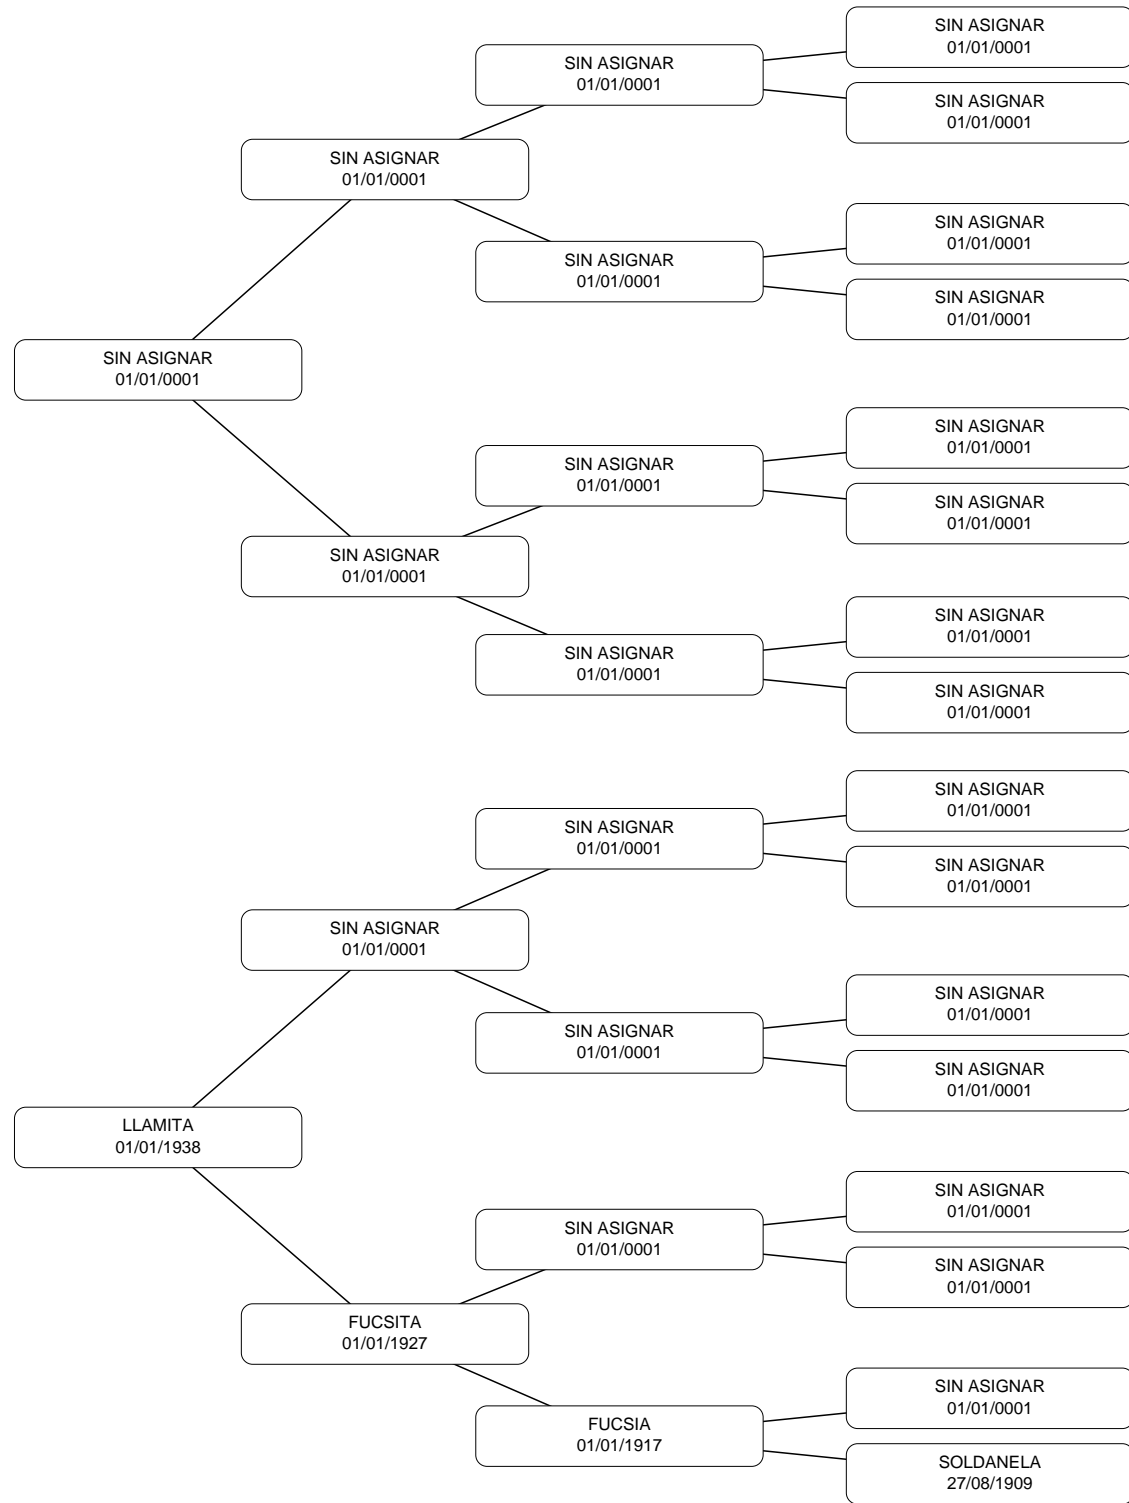 SIN ASIGNAR
01/01/0001
SIN ASIGNAR
01/01/0001
SIN ASIGNAR
01/01/0001
SIN ASIGNAR
01/01/0001
SIN ASIGNAR
01/01/0001
SIN ASIGNAR
01/01/0001
SIN ASIGNAR
01/01/0001
SIN ASIGNAR
01/01/0001
SIN ASIGNAR
01/01/0001
SIN ASIGNAR
01/01/0001
SIN ASIGNAR
01/01/0001
SIN ASIGNAR
01/01/0001
SIN ASIGNAR
01/01/0001
SIN ASIGNAR
01/01/0001
SIN ASIGNAR
01/01/0001
SIN ASIGNAR
01/01/0001
SIN ASIGNAR
01/01/0001
SIN ASIGNAR
01/01/0001
SIN ASIGNAR
01/01/0001
SIN ASIGNAR
01/01/0001
SIN ASIGNAR
01/01/0001
SIN ASIGNAR
01/01/0001
LLAMITA
01/01/1938
SIN ASIGNAR
01/01/0001
SIN ASIGNAR
01/01/0001
SIN ASIGNAR
01/01/0001
FUCSITA
01/01/1927
SIN ASIGNAR
01/01/0001
FUCSIA
01/01/1917
SOLDANELA
27/08/1909